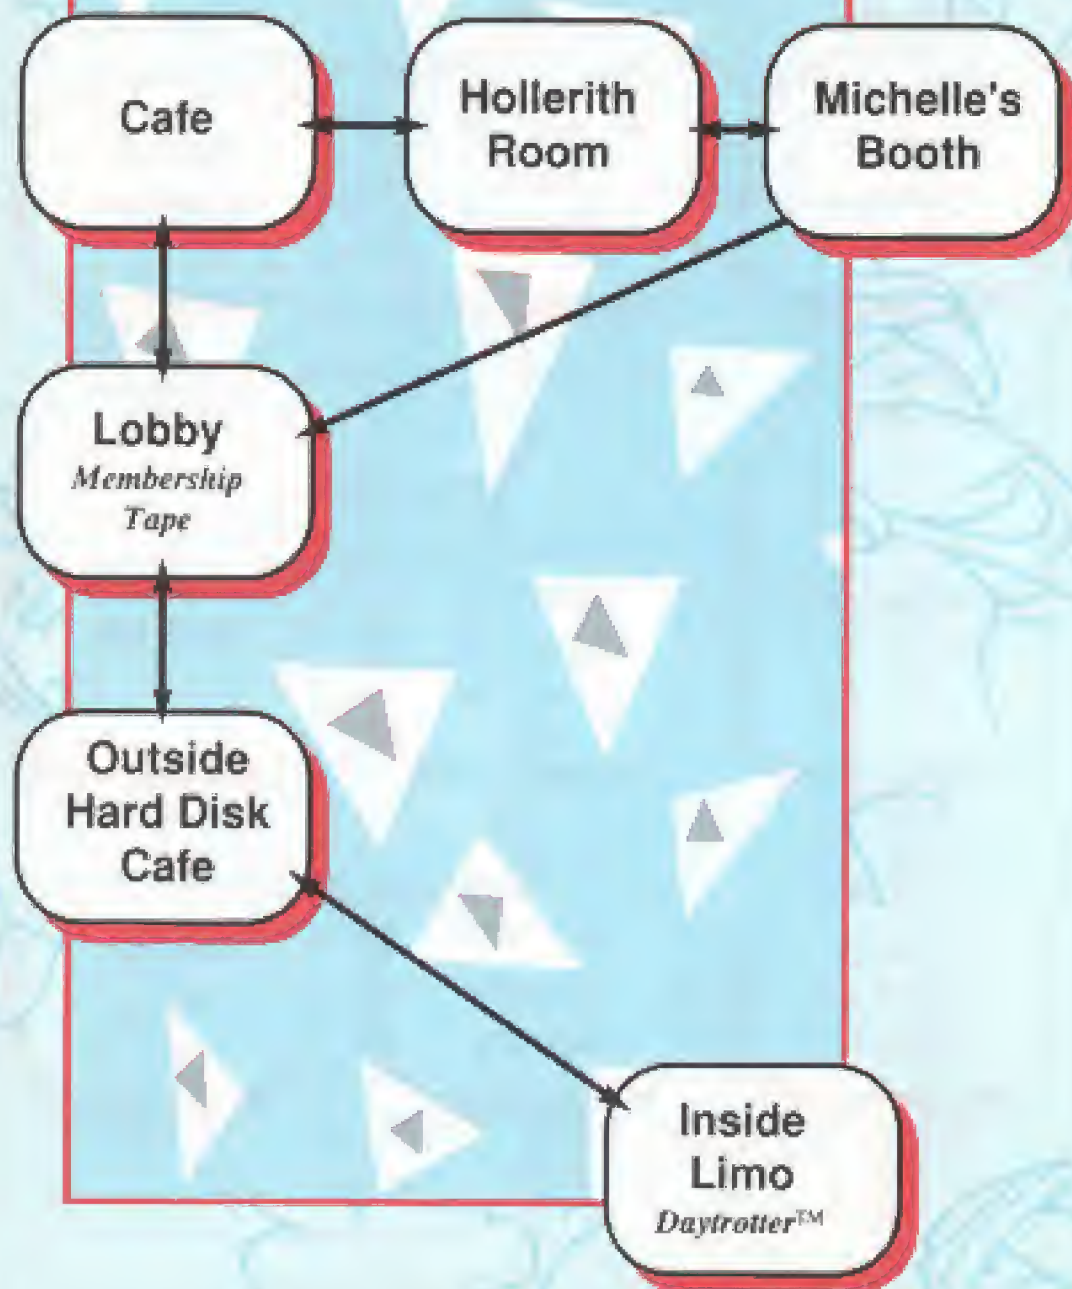 Cafe
Hollerith
Room
Michelle's
Booth
Lobby
Membership
Tape
Outside
Hard Disk
Cafe
Inside
Limo
Daytrotter™